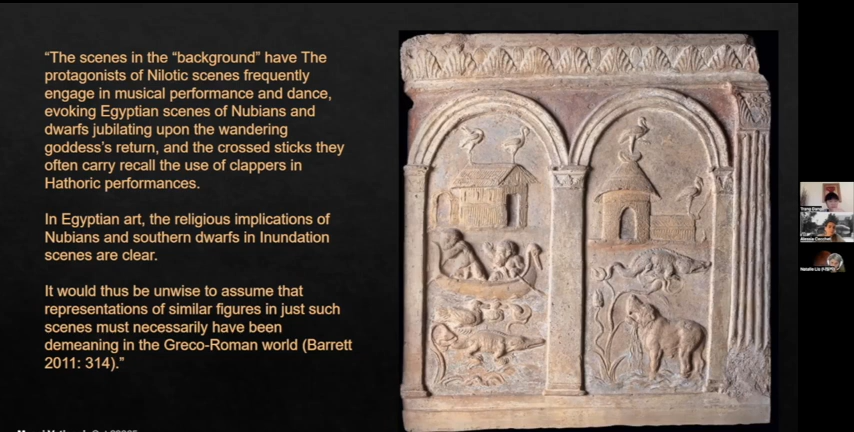 “The scenes in the “background” have The
protagonists of Nilotic scenes frequently
engage in musical performance and dance,
evoking Egyptian scenes of Nubians and
dwarfs jubilating upon the wandering
goddess’s return, and the crossed sticks they
often carry recall the use of clappers in
Hathoric performances.
In Egyptian art, the religious implications of
Nubians and southern dwarfs in Inundation
scenes are clear.
It would thus be unwise to assume that
representations of similar figures in just such
scenes must necessarily have been
demeaning in the Greco-Roman world (Barrett
2011: 314).”